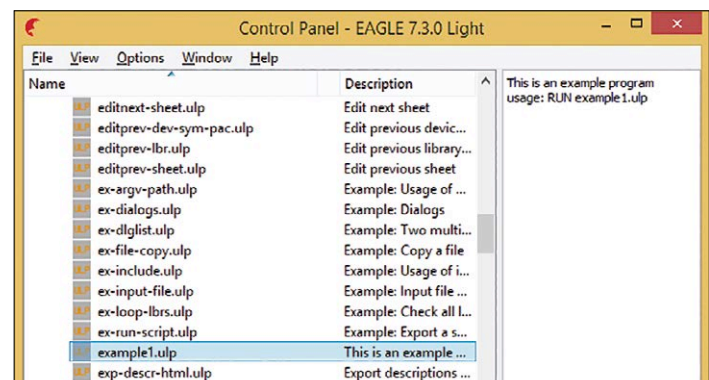 Control Panel - EAGLE 7.3.0 Light
File View Options Window Help
Name Description
editnext-sheet.ulp Edit next sheet
editprev-dev-sym-pac.ulp Edit previous devic...
editprev-lbr.ulp Edit previous library...
editprev-sheet.ulp Edit previous sheet
ex-argv-path.ulp Example: Usage of ...
ex-dialogs.ulp Example: Dialogs
ex-dlglist.ulp Example: Two multi...
ex-file-copy.ulp Example: Copy a file
ex-include.ulp Example: Usage of i...
ex-input-file.ulp Example: Input file ...
ex-loop-lbrs.ulp Example: Check all l...
ex-run-script.ulp Example: Export a s...
example1.ulp This is an example ...
exp-descr-html.ulp Export descriptions ...
This is an example program
usage: RUN example1.ulp